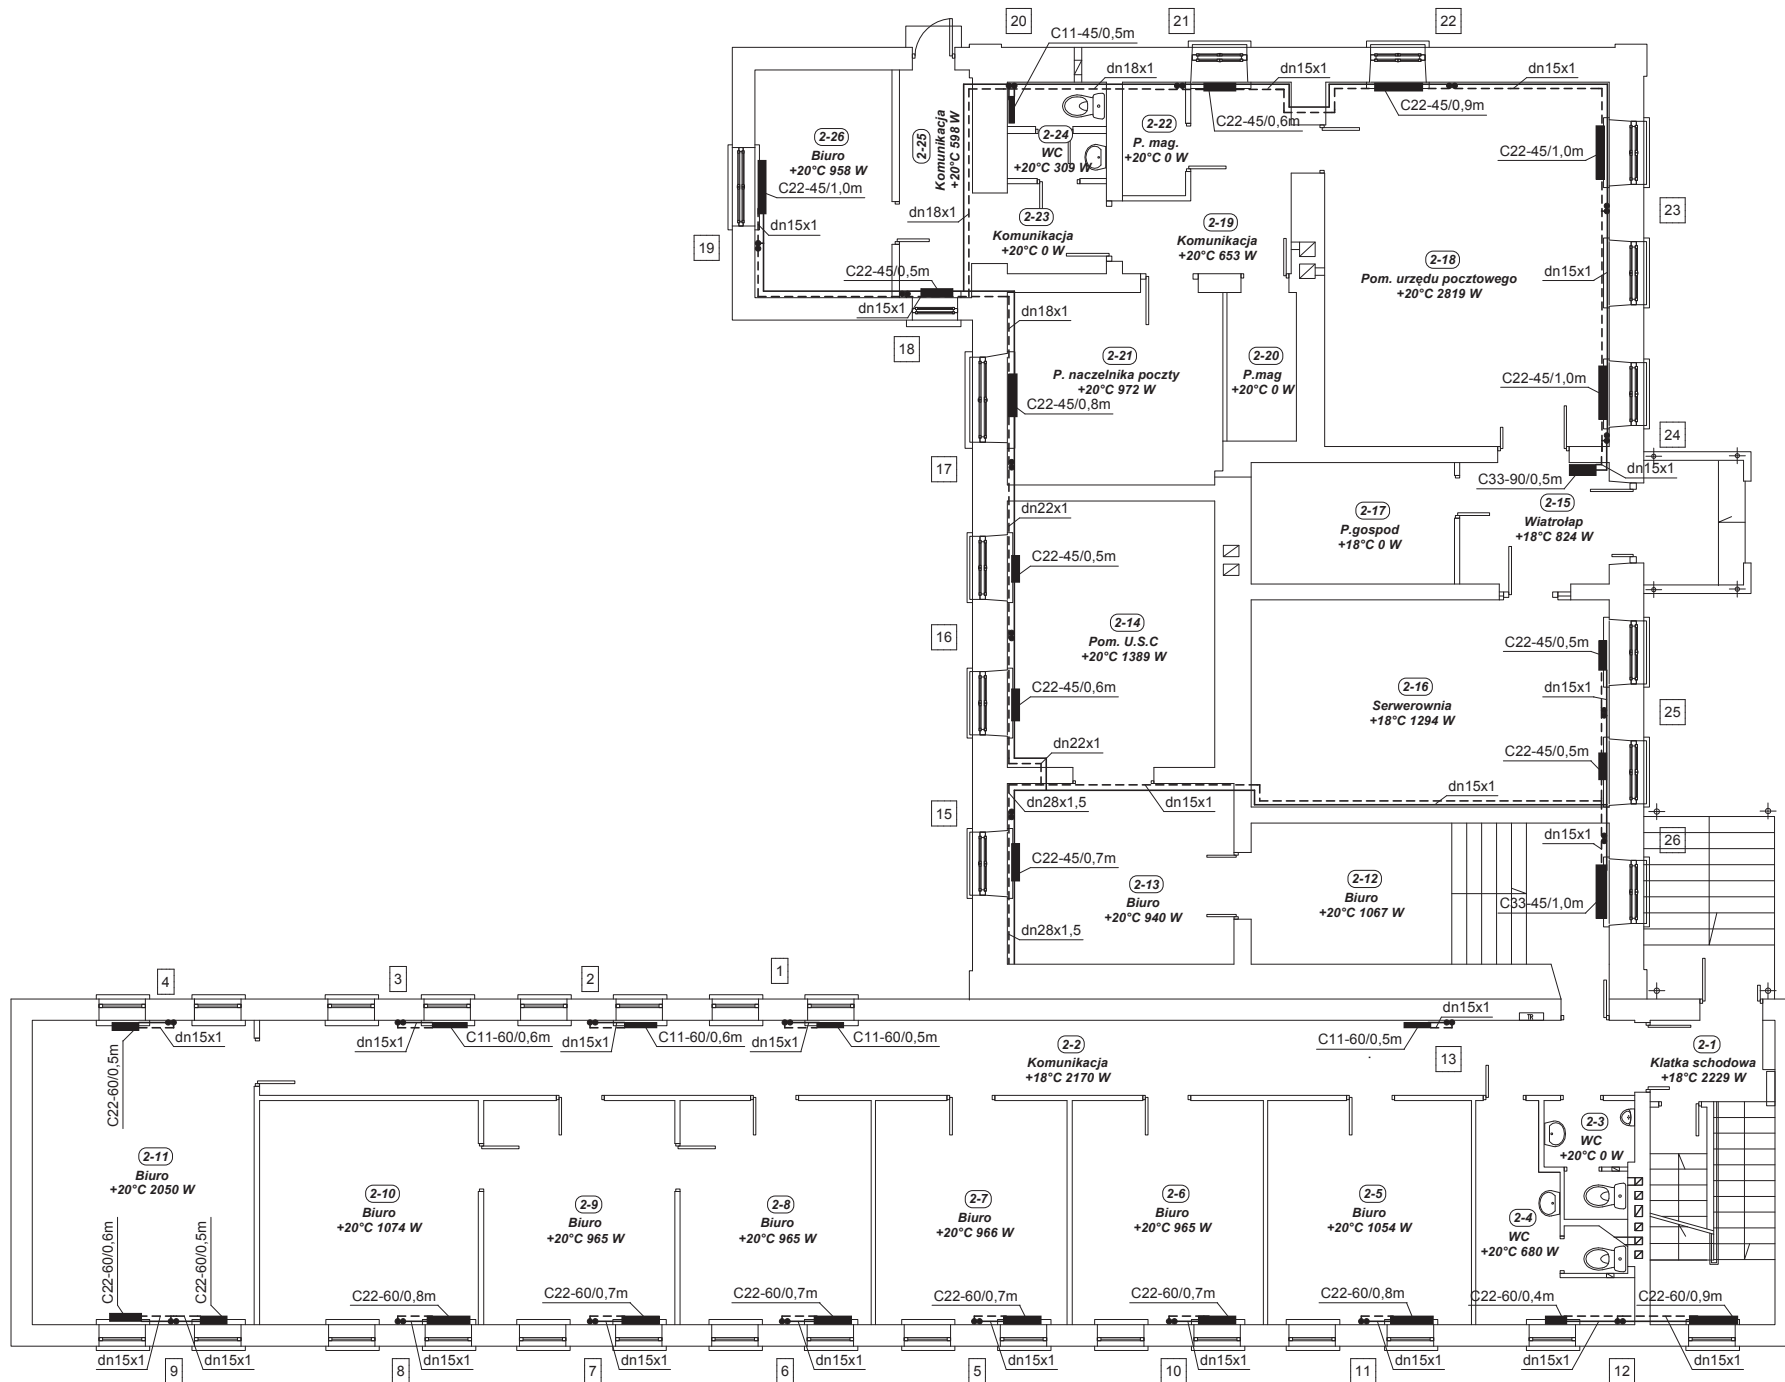 20
21
22
C11-45/0,5m
dn18x1
dn15x1
dn15x1
C22-45/0,6m
C22-45/0,9m
2-26
Biuro
+20°C 958 W
C22-45/1,0m
dn15x1
19
2-25
Komunikacja
+20°C 598 W
dn18x1
2-24
WC
+20°C 309 W
2-22
P. mag.
+20°C 0 W
C22-45/1,0m
23
2-23
Komunikacja
+20°C 0 W
2-19
Komunikacja
+20°C 653 W
2-18
Pom. urzędu pocztowego
+20°C 2819 W
dn15x1
C22-45/0,5m
dn15x1
18
dn18x1
2-21
P. naczelnika poczty
+20°C 972 W
C22-45/0,8m
2-20
P.mag
+20°C 0 W
C22-45/1,0m
24
17
dn15x1
C33-90/0,5m
dn22x1
2-17
P.gospod
+18°C 0 W
2-15
Wiatrołap
+18°C 824 W
C22-45/0,5m
16
2-14
Pom. U.S.C
+20°C 1389 W
C22-45/0,6m
C22-45/0,5m
2-16
Serwerownia
+18°C 1294 W
dn15x1
25
dn22x1
C22-45/0,5m
dn28x1,5
dn15x1
dn15x1
15
dn15x1
26
C22-45/0,7m
2-13
Biuro
+20°C 940 W
2-12
Biuro
+20°C 1067 W
C33-45/1,0m
dn28x1,5
4
3
2
1
dn15x1
C22-60/0,5m
dn15x1
C11-60/0,6m
dn15x1
C11-60/0,6m
dn15x1
C11-60/0,5m
2-2
Komunikacja
+18°C 2170 W
dn15x1
C11-60/0,5m
13
TR
2-1
Klatka schodowa
+18°C 2229 W
2-3
WC
+20°C 0 W
2-11
Biuro
+20°C 2050 W
2-10
Biuro
+20°C 1074 W
2-9
Biuro
+20°C 965 W
2-8
Biuro
+20°C 965 W
2-7
Biuro
+20°C 966 W
2-6
Biuro
+20°C 965 W
2-5
Biuro
+20°C 1054 W
2-4
WC
+20°C 680 W
C22-60/0,6m
C22-60/0,5m
C22-60/0,8m
C22-60/0,7m
C22-60/0,7m
C22-60/0,7m
C22-60/0,7m
C22-60/0,8m
C22-60/0,4m
C22-60/0,9m
dn15x1
dn15x1
dn15x1
dn15x1
dn15x1
dn15x1
dn15x1
dn15x1
dn15x1
dn15x1
9
8
7
6
5
10
11
12